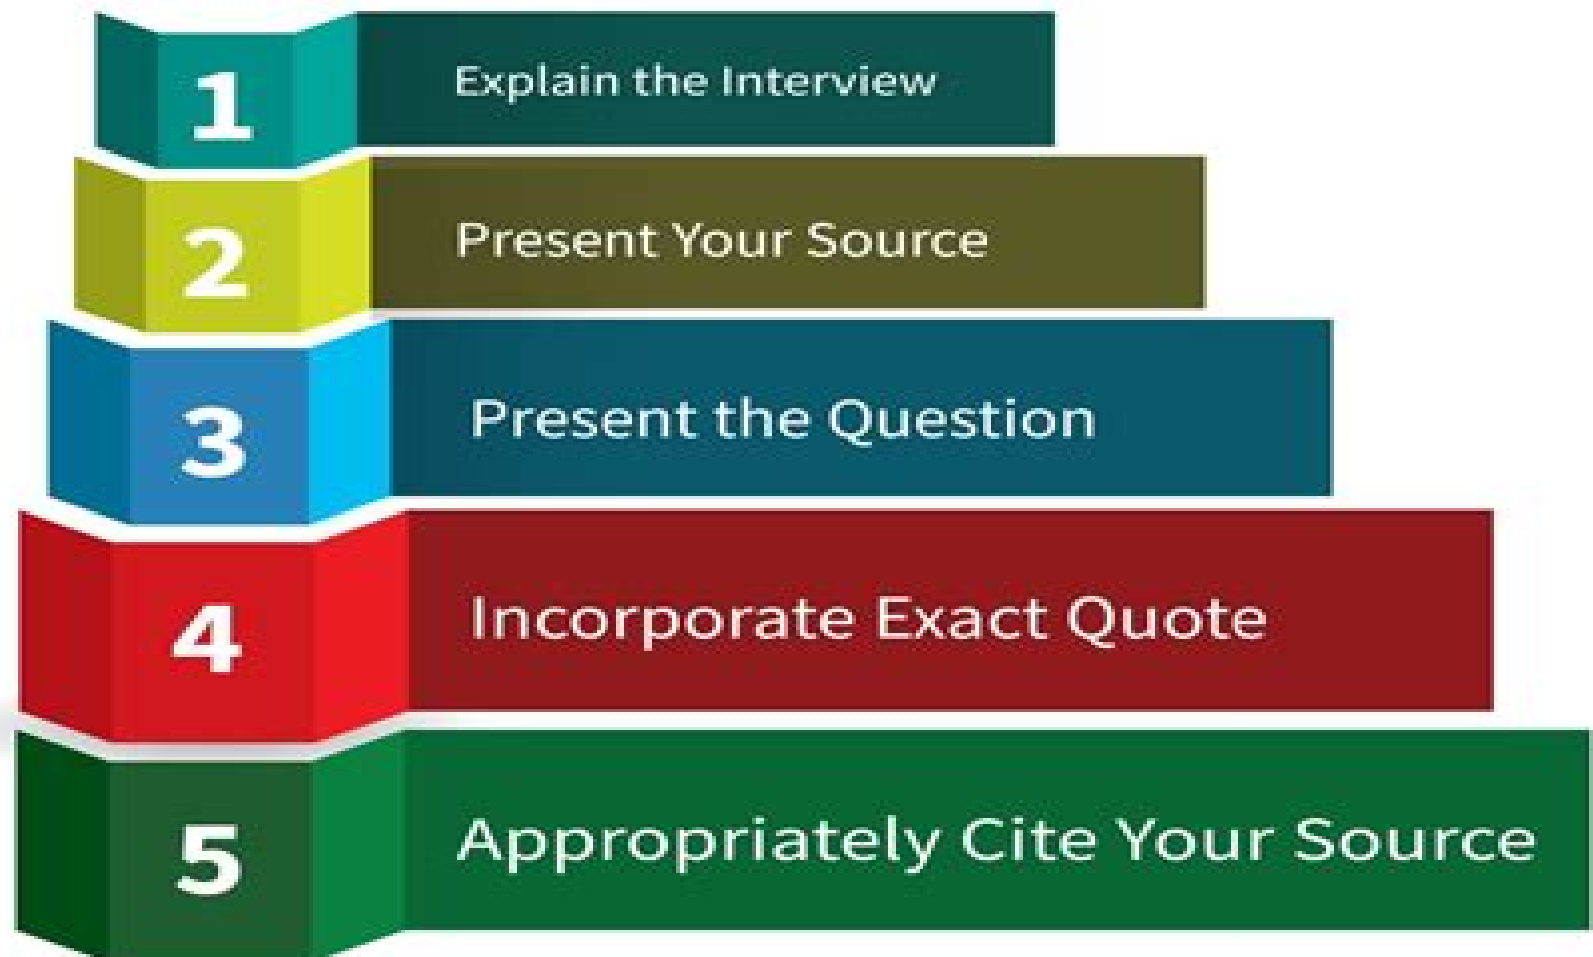 1 Explain the Interview
2 Present Your Source
3 Present the Question
4 Incorporate Exact Quote
5 Appropriately Cite Your Source